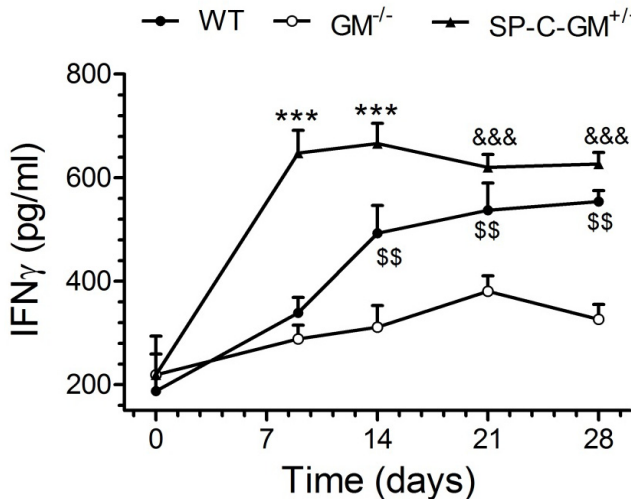 WT GM-/- SP-C-GM+/-
800
*** ***
&&& &&&
600
$$ $$
$$
400
200
IFNγ (pg/ml)
0 7 14 21 28
Time (days)